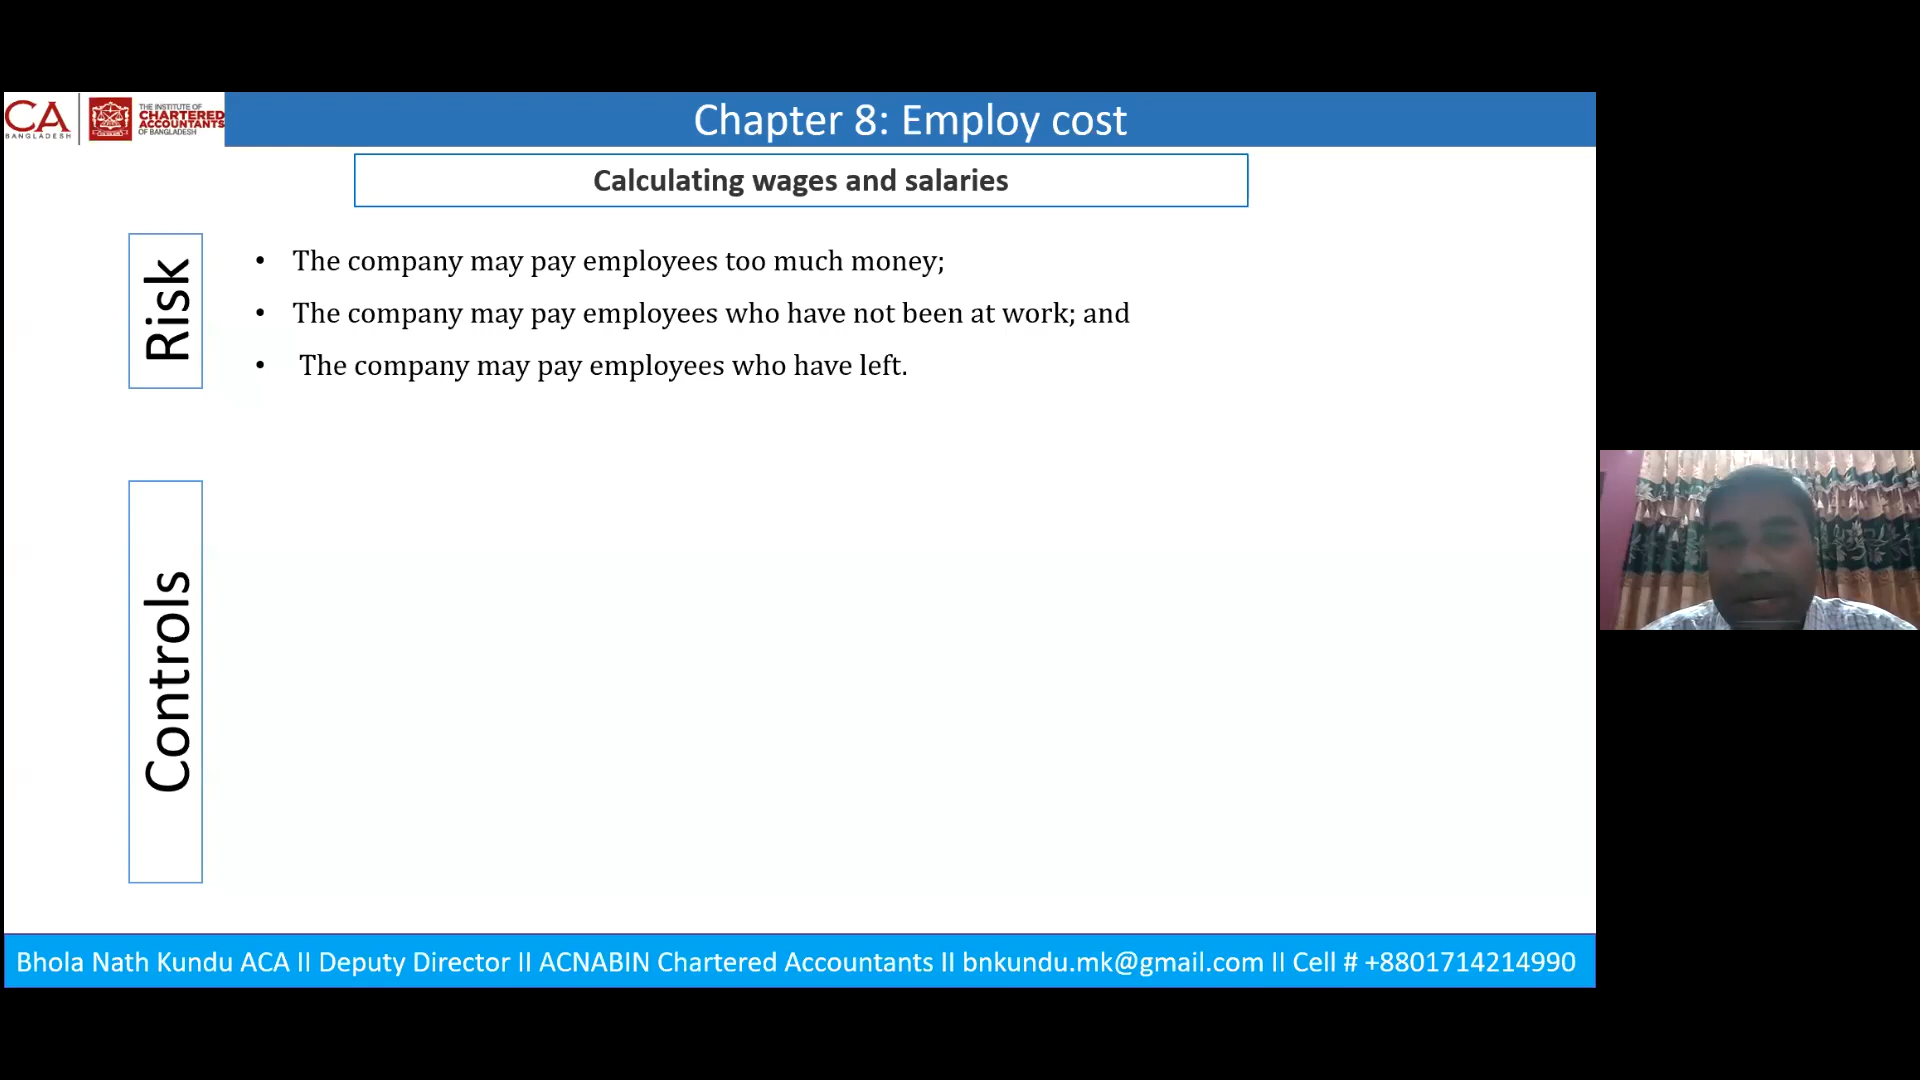 CA
BANGLADESH
THE INSTITUTE OF
CHARTERED
ACCOUNTANTS
OF BANGLADESH
Chapter 8: Employ cost
Calculating wages and salaries
Risk
• The company may pay employees too much money;
• The company may pay employees who have not been at work; and
• The company may pay employees who have left.
Controls
Bhola Nath Kundu ACA II Deputy Director II ACNABIN Chartered Accountants II bnkundu.mk@gmail.com II Cell # +8801714214990